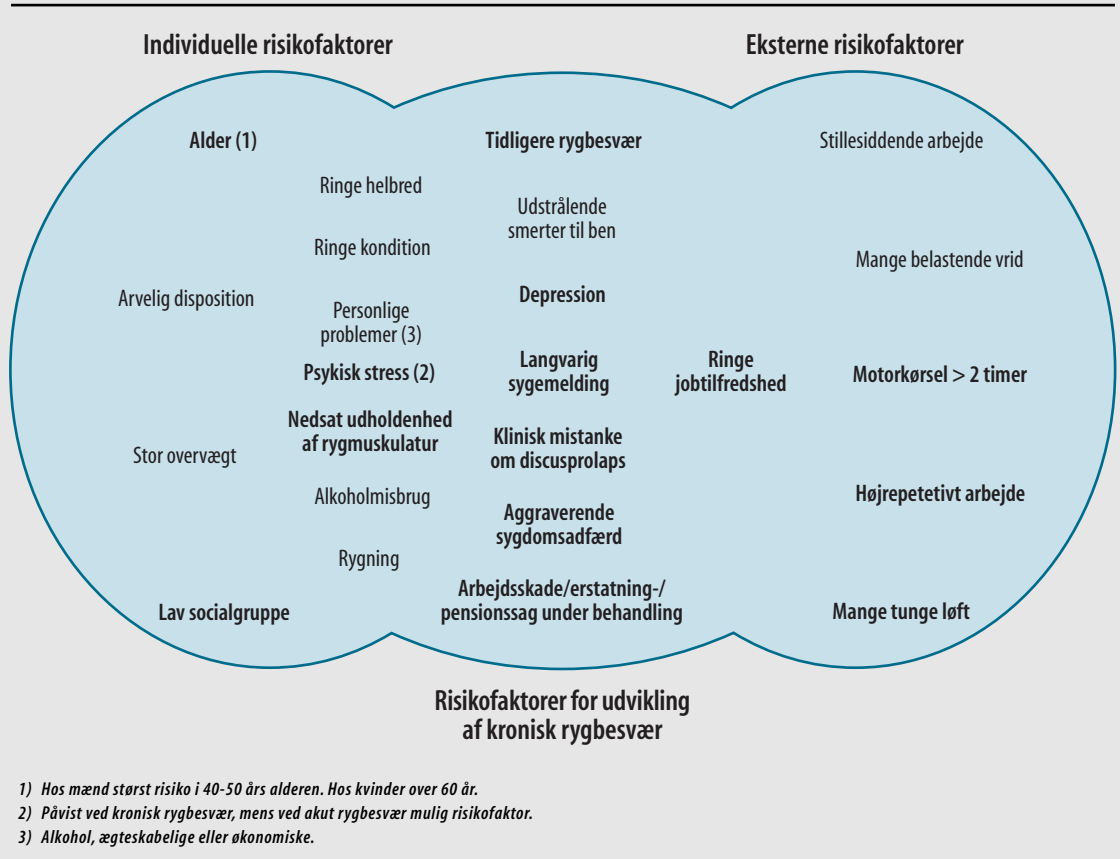 Individuelle risikofaktorer
Eksterne risikofaktorer
Alder (1)
Ringe helbred
Ringe kondition
Arvelig disposition
Personlige
problemer (3)
Psykisk stress (2)
Nedsat udholdenhed
af rygmuskulatur
Stor overvægt
Alkoholmisbrug
Rygning
Lav socialgruppe
Tidligere rygbesvær
Udstrålende
smerter til ben
Depression
Langvarig
sygemelding
Klinisk mistanke
om discusprolaps
Aggraverende
sygdomsadfærd
Arbejdsskade/erstatning-/
pensionssag under behandling
Ringe
jobtilfredshed
Stillesiddende arbejde
Mange belastende vrid
Motorkørsel > 2 timer
Højrepetetivt arbejde
Mange tunge løft
Risikofaktorer for udvikling
af kronisk rygbesvær
1) Hos mænd størst risiko i 40-50 års alderen. Hos kvinder over 60 år.
2) Påvist ved kronisk rygbesvær, mens ved akut rygbesvær mulig risikofaktor.
3) Alkohol, ægteskabelige eller økonomiske.